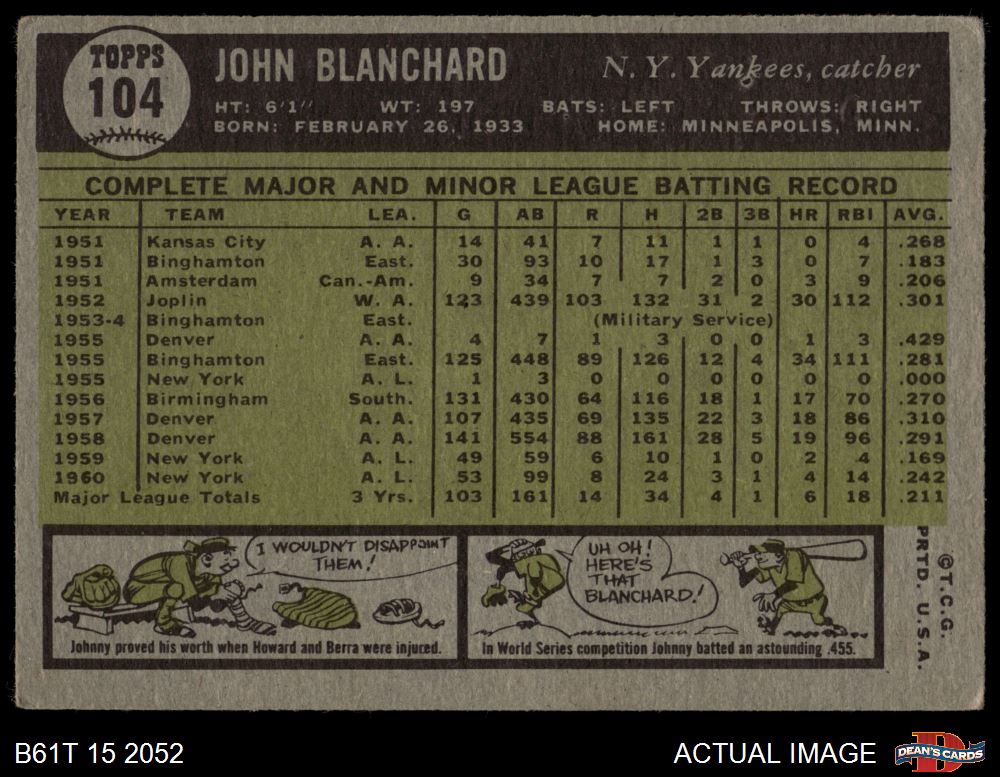 TOPPS
104
JOHN BLANCHARD N. Y. Yankees, catcher
HT: 6'1" WT: 197 BATS: LEFT THROWS: RIGHT
BORN: FEBRUARY 26, 1933 HOME: MINNEAPOLIS, MINN.
COMPLETE MAJOR AND MINOR LEAGUE BATTING RECORD
YEAR TEAM LEA. G AB R H 2B 3B HR RBI AVG.
1951 Kansas City A. A. 14 41 7 11 1 1 0 4 .268
1951 Binghamton East. 30 93 10 17 1 3 0 7 .183
1951 Amsterdam Can.-Am. 9 34 7 7 2 0 3 9 .206
1952 Joplin W. A. 123 439 103 132 31 2 30 112 .301
1953-4 Binghamton East. (Military Service)
1955 Denver A. A. 4 7 1 3 0 0 1 3 .429
1955 Binghamton East. 125 448 89 126 12 4 34 111 .281
1955 New York A. L. 1 3 0 0 0 0 0 0 .000
1956 Birmingham South. 131 430 64 116 18 1 17 70 .270
1957 Denver A. A. 107 435 69 135 22 3 18 86 .310
1958 Denver A. A. 141 554 88 161 28 5 19 96 .291
1959 New York A. L. 49 59 6 10 1 0 2 4 .169
1960 New York A. L. 53 99 8 24 3 1 4 14 .242
Major League Totals 3 Yrs. 103 161 14 34 4 1 6 18 .211
I WOULDN'T DISAPPOINT
THEM!
Johnny proved his worth when Howard and Berra were injured.
UH OH!
HERE'S
THAT
BLANCHARD!
In World Series competition Johnny batted an astounding .455.
©T.C.G.
PRTD. U.S.A.
B61T 15 2052 ACTUAL IMAGE
D
DEAN'S CARDS